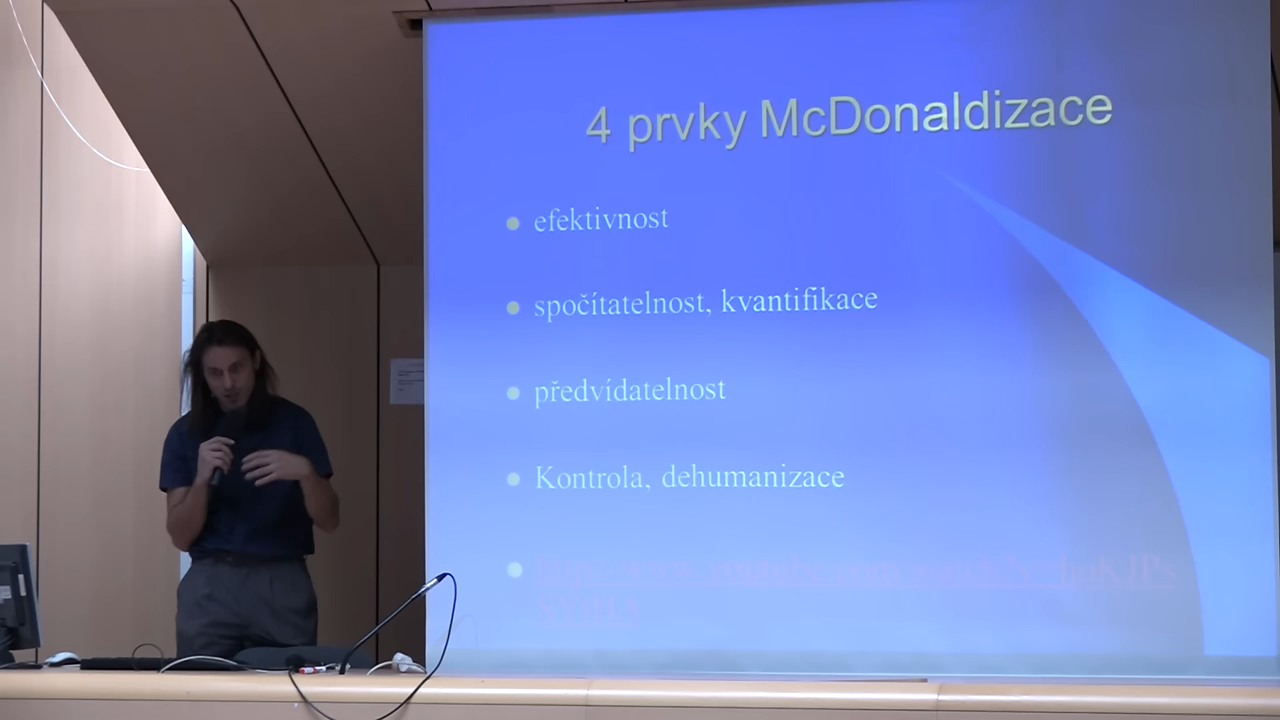 4 prvky McDonaldizace
efektivnost
spočítatelnost, kvantifikace
předvídatelnost
Kontrola, dehumanizace